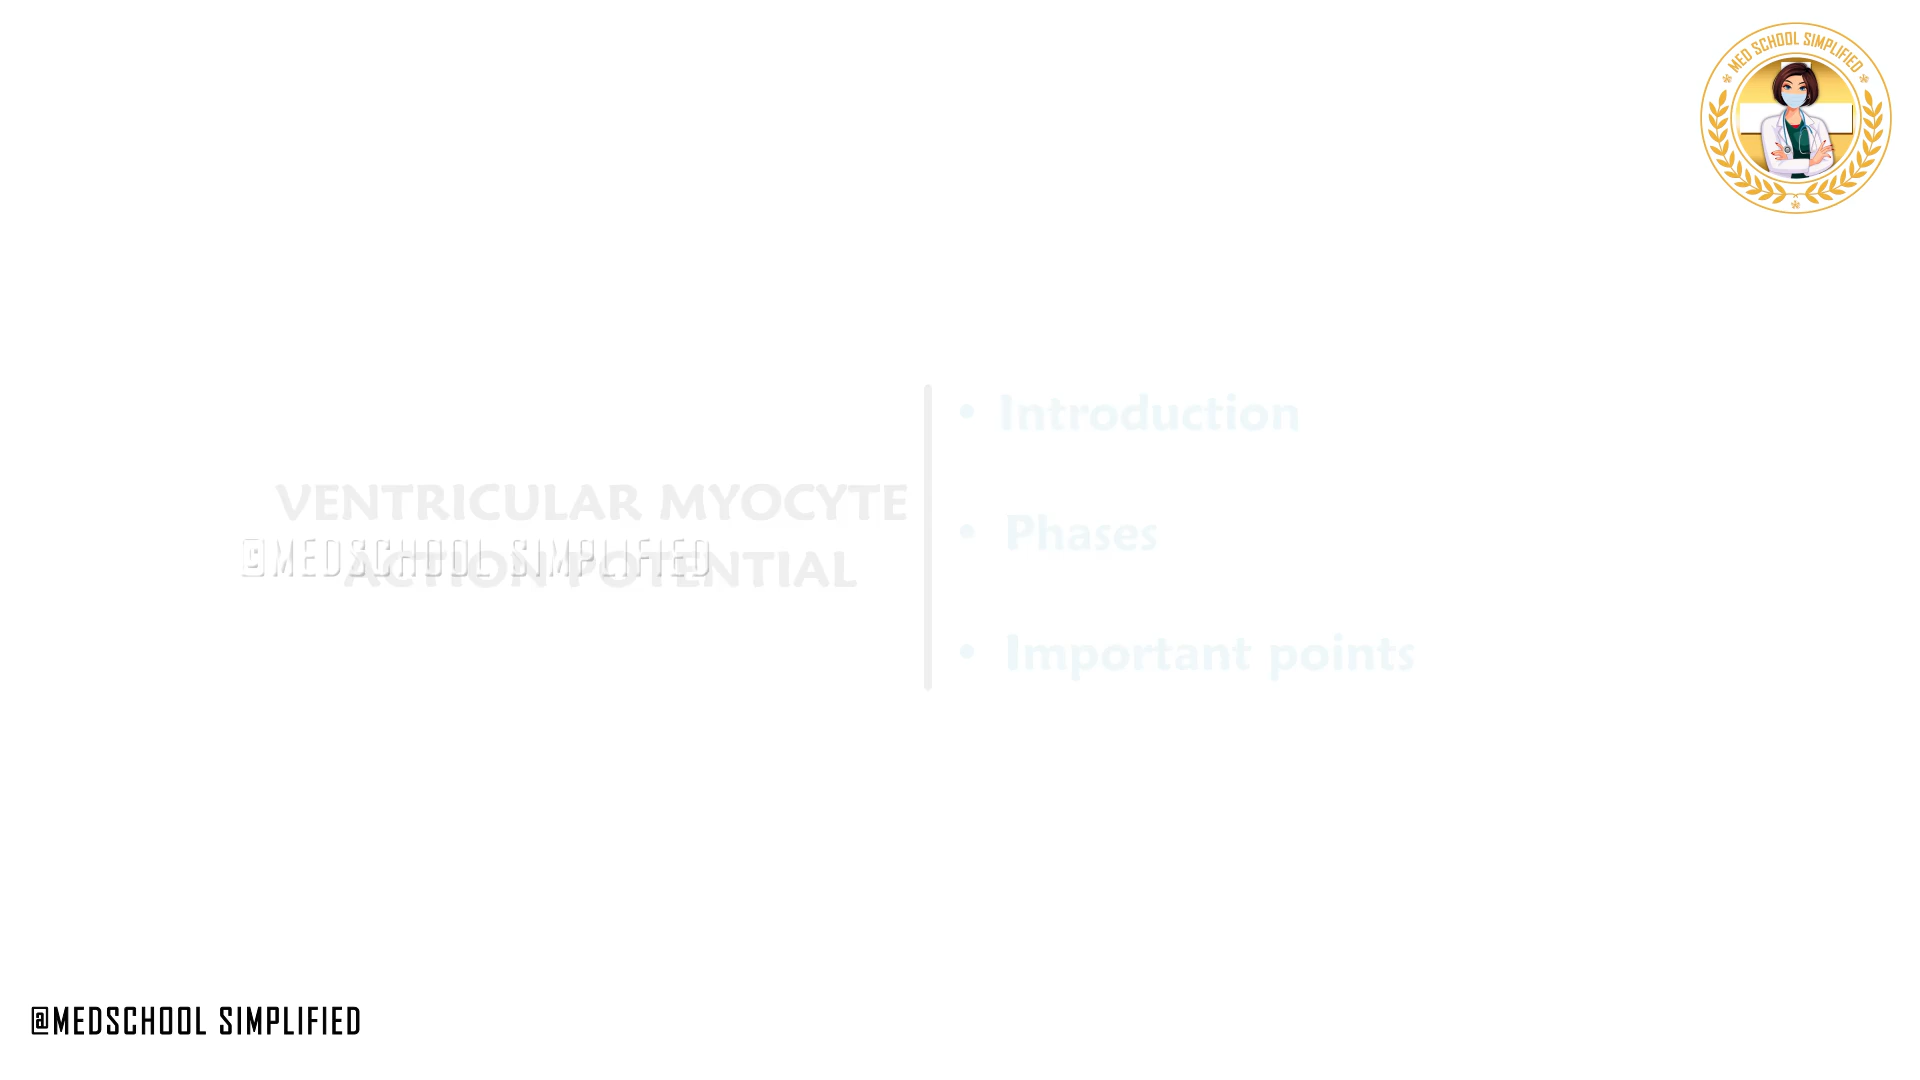 MED SCHOOL SIMPLIFIED
VENTRICULAR MYOCYTE
ACTION POTENTIAL
@MEDSCHOOL SIMPLIFIED
• Introduction
• Phases
• Important points
@MEDSCHOOL SIMPLIFIED